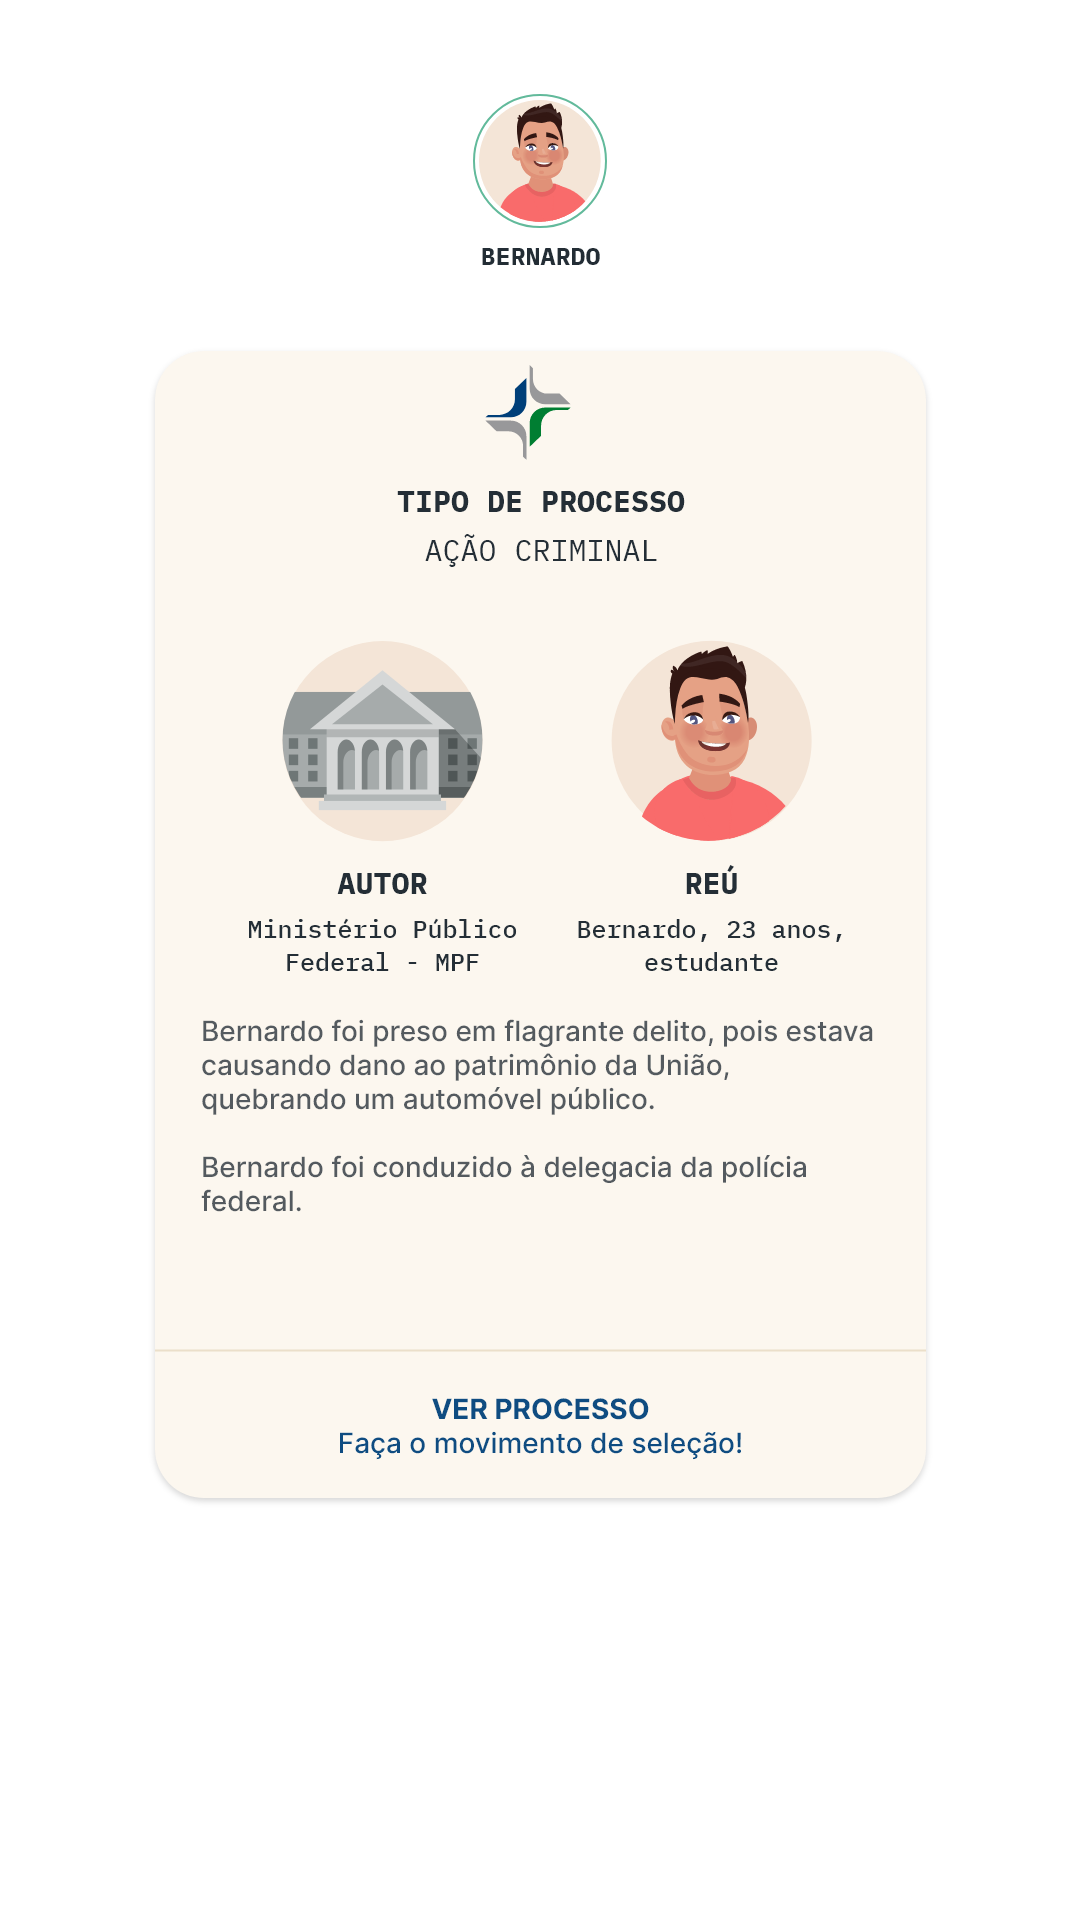 BERNARDO
TIPO DE PROCESSO
AÇÃO CRIMINAL
AUTOR
Ministério Público
Federal - MPF
REÚ
Bernardo, 23 anos,
estudante
Bernardo foi preso em flagrante delito, pois estava
causando dano ao patrimônio da União,
quebrando um automóvel público.
Bernardo foi conduzido à delegacia da polícia
federal.
VER PROCESSO
Faça o movimento de seleção!